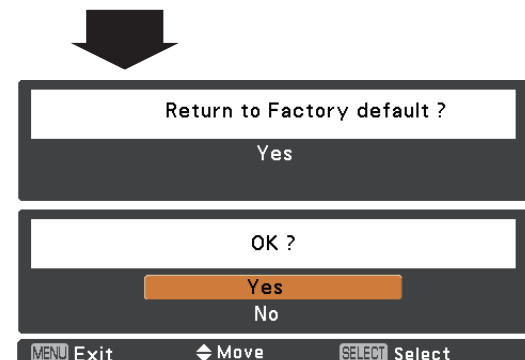 Return to Factory default ?
Yes
OK ?
Yes
No
MENU Exit Move SELECT Select